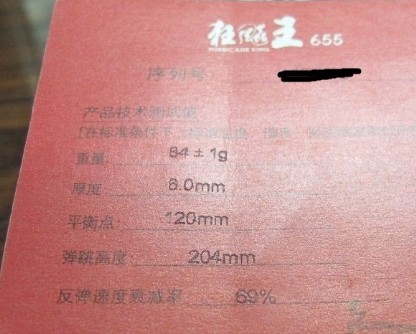 狂飚王 655
HURRICANE KING
序列号:
产品技术测试值:
重量: 84 ± 1g
厚度: 6.0mm
平衡点: 120mm
弹跳高度: 204mm
反弹速度衰减率: 69%